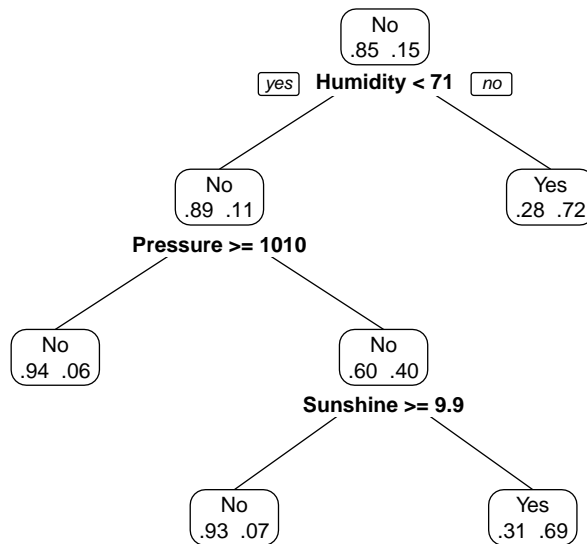 No
.85 .15
yes Humidity < 71 no
No
.89 .11
Yes
.28 .72
Pressure >= 1010
No
.94 .06
No
.60 .40
Sunshine >= 9.9
No
.93 .07
Yes
.31 .69